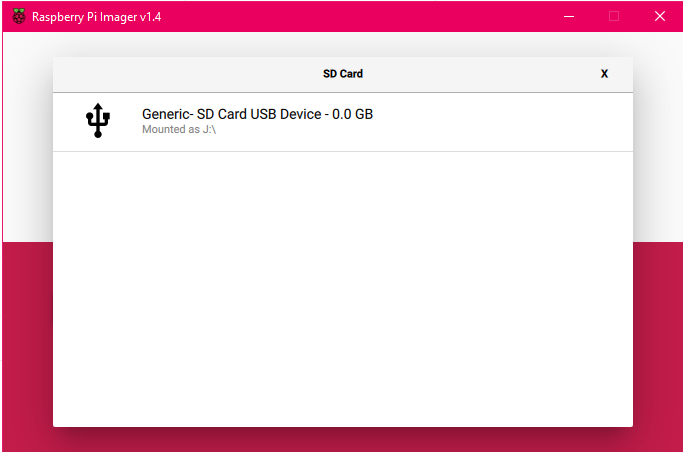 Raspberry Pi Imager v1.4
SD Card X
Generic- SD Card USB Device - 0.0 GB
Mounted as J:\